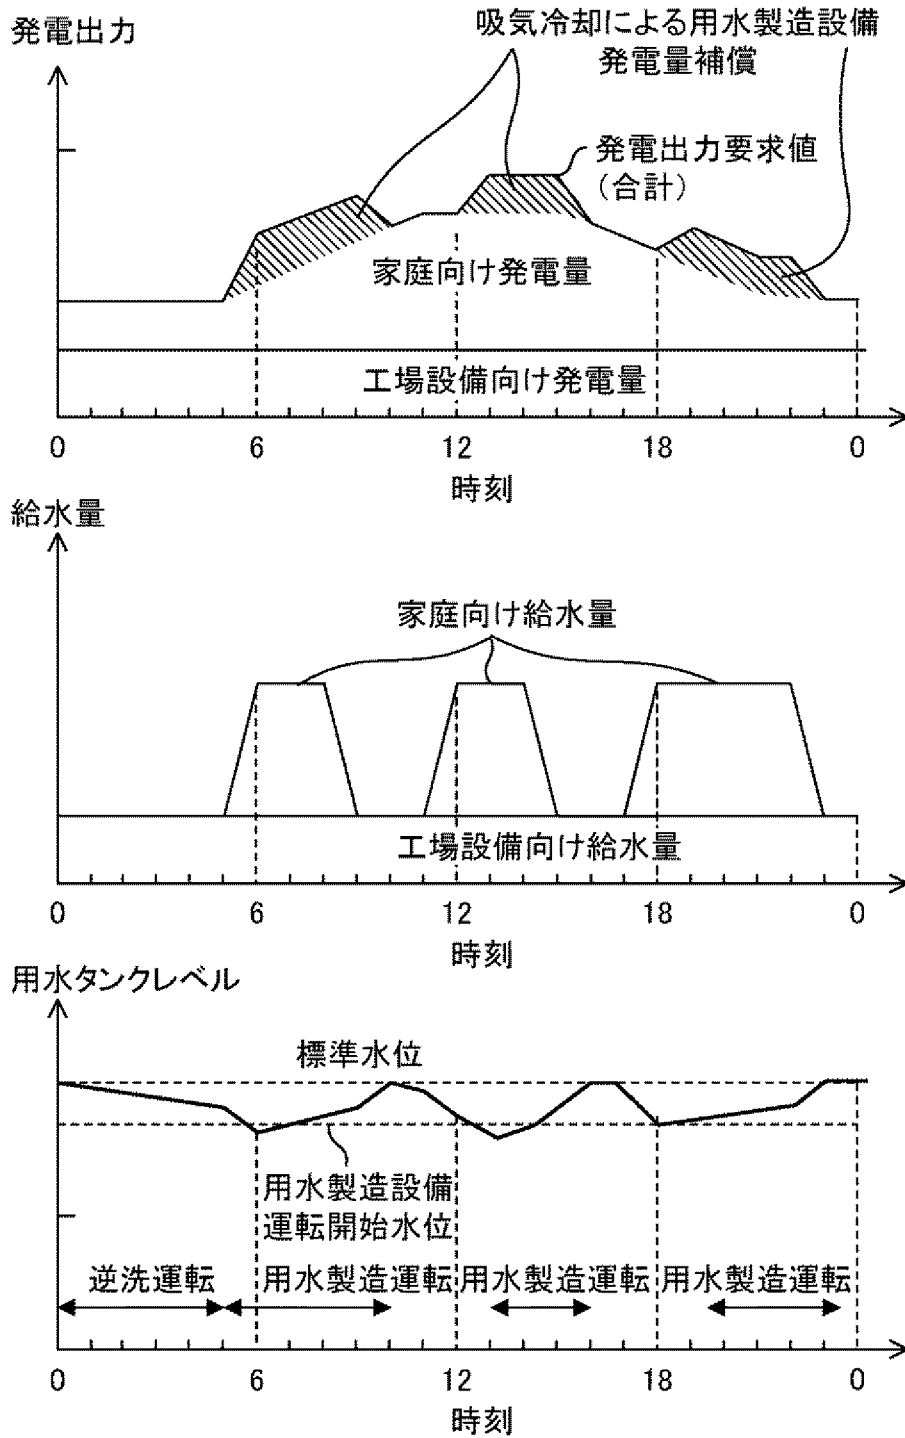 発電出力
吸気冷却による用水製造設備
発電量補償
発電出力要求値
(合計)
家庭向け発電量
工場設備向け発電量
0 6 12 18 0
時刻
給水量
家庭向け給水量
工場設備向け給水量
0 6 12 18 0
時刻
用水タンクレベル
標準水位
用水製造設備
運転開始水位
逆洗運転 用水製造運転 用水製造運転 用水製造運転
0 6 12 18 0
時刻